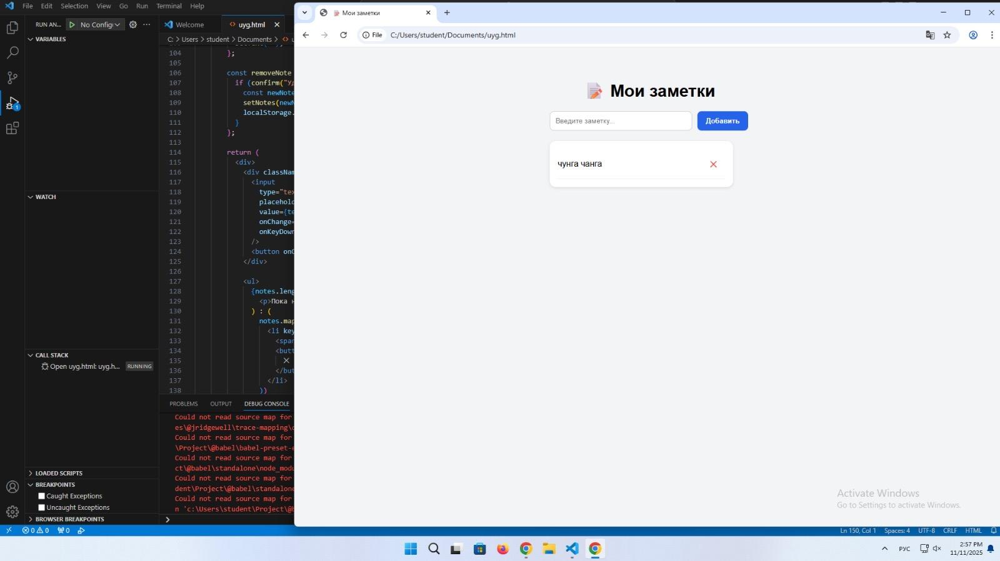 File Edit Selection View Go Run Terminal Help
RUN AN... No Config
VARIABLES
WATCH
CALL STACK
Open uyg.html: uyg.h... RUNNING
LOADED SCRIPTS
BREAKPOINTS
Caught Exceptions
Uncaught Exceptions
BROWSER BREAKPOINTS
Welcome uyg.html
C: > Users > student > Documents >
104 };
105
106 const removeNote
107 if (confirm("Уд
108 const newNote
109 setNotes(newN
110 localStorage.
111 }
112 };
113
114 return (
115 <div>
116 <div classNam
117 <input
118 type="tex
119 placehold
120 value={te
121 onChange=
122 onKeyDown
123 />
124 <button onC
125 </div>
126
127 <ul>
128 {notes.leng
129 <p>Пока н
130 ) : (
131 notes.map
132 <li key
133 <span
134 <butt
135 ✕
136 </but
137 </li>
138 ))
PROBLEMS OUTPUT DEBUG CONSOLE
Could not read source map for
es\@jridgewell\trace-mapping\
Could not read source map for
\Project\@babel\babel-preset-e
Could not read source map for
ct\@babel\standalone\node_modu
Could not read source map for
dent\Project\@babel\standalone
Could not read source map for
n 'c:\Users\student\Project\@b
0 0 0
Мои заметки
File C:/Users/student/Documents/uyg.html
📝 Мои заметки
Введите заметку... Добавить
чунга чанга
Activate Windows
Go to Settings to activate Windows.
Ln 150, Col 1 Spaces: 4 UTF-8 CRLF HTML
РУС 2:57 PM
11/11/2025